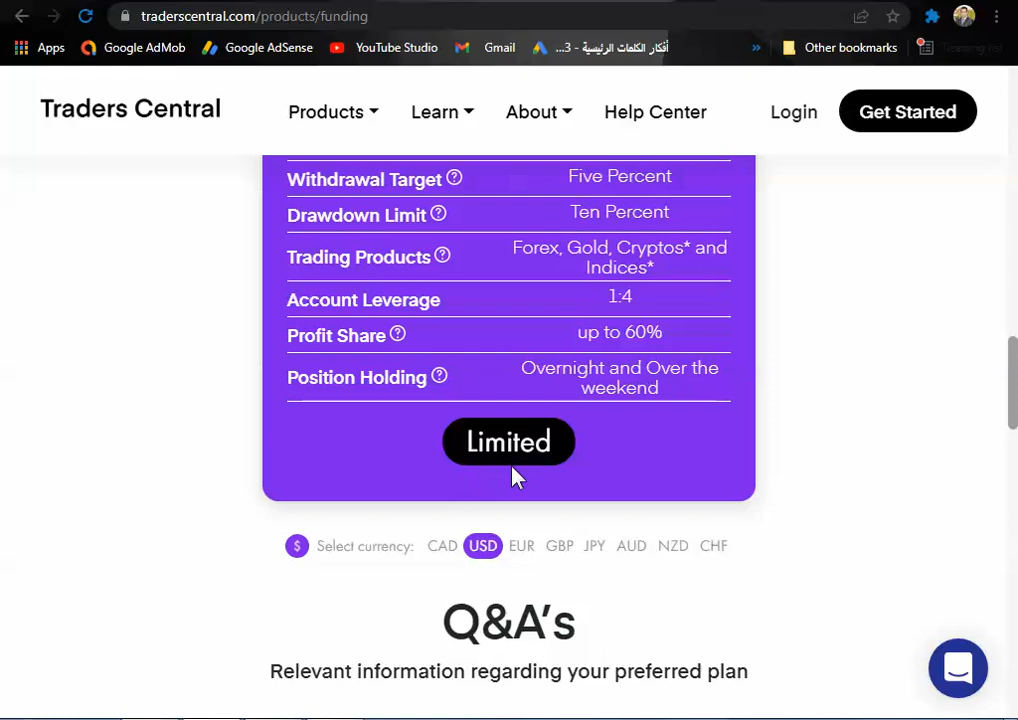 traderscentral.com/products/funding
Apps Google AdMob Google AdSense YouTube Studio Gmail أفكار الكلمات الرئيسية - 3... » Other bookmarks
Traders Central Products Learn About Help Center Login Get Started
Withdrawal Target ? Five Percent
Drawdown Limit ? Ten Percent
Trading Products ? Forex, Gold, Cryptos* and
Indices*
Account Leverage 1:4
Profit Share ? up to 60%
Position Holding ? Overnight and Over the
weekend
Limited
$ Select currency: CAD USD EUR GBP JPY AUD NZD CHF
Q&A's
Relevant information regarding your preferred plan